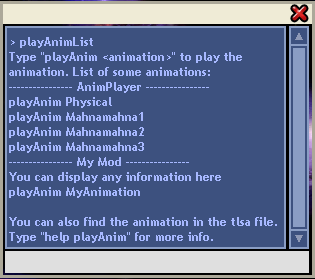 > playAnimList
Type "playAnim <animation>" to play the
animation. List of some animations:
--------------- AnimPlayer ---------------
playAnim Physical
playAnim Mahnamahna1
playAnim Mahnamahna2
playAnim Mahnamahna3
--------------- My Mod ---------------
You can display any information here
playAnim MyAnimation

You can also find the animation in the tlsa file.
Type "help playAnim" for more info.